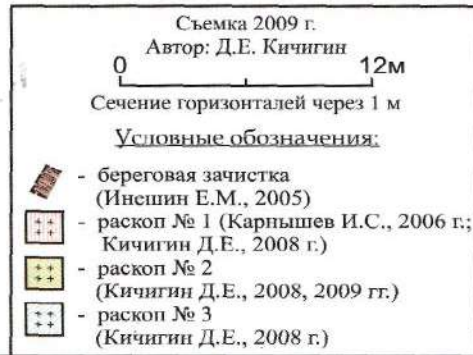 Съемка 2009 г.
Автор: Д.Е. Кичигин
0 12м
Сечение горизонталей через 1 м
Условные обозначения:
- береговая зачистка
(Инешин Е.М., 2005)
- раскоп № 1 (Карнышев И.С., 2006 г.;
Кичигин Д.Е., 2008 г.)
- раскоп № 2
(Кичигин Д.Е., 2008, 2009 гг.)
- раскоп № 3
(Кичигин Д.Е., 2008 г.)